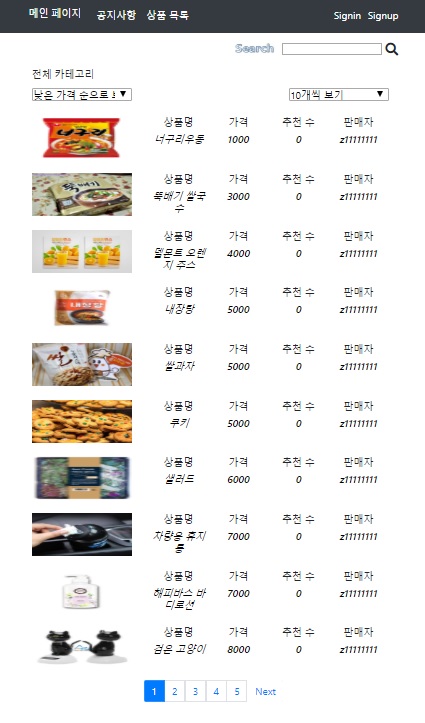 메인 페이지 공지사항 상품 목록 Signin Signup
Search
전체 카테고리
낮은 가격 순으로 10개씩 보기
상품명 가격 추천 수 판매자
너구리우동 1000 0 z11111111
상품명 가격 추천 수 판매자
뚝배기 쌀국
수 3000 0 z11111111
상품명 가격 추천 수 판매자
델몬트 오렌
지 주스 4000 0 z11111111
상품명 가격 추천 수 판매자
내장탕 5000 0 z11111111
상품명 가격 추천 수 판매자
쌀과자 5000 0 z11111111
상품명 가격 추천 수 판매자
쿠키 5000 0 z11111111
상품명 가격 추천 수 판매자
샐러드 6000 0 z11111111
상품명 가격 추천 수 판매자
차량용 휴지
통 7000 0 z11111111
상품명 가격 추천 수 판매자
해피바스 바
디로션 7000 0 z11111111
상품명 가격 추천 수 판매자
검은 고양이 8000 0 z11111111
1 2 3 4 5 Next